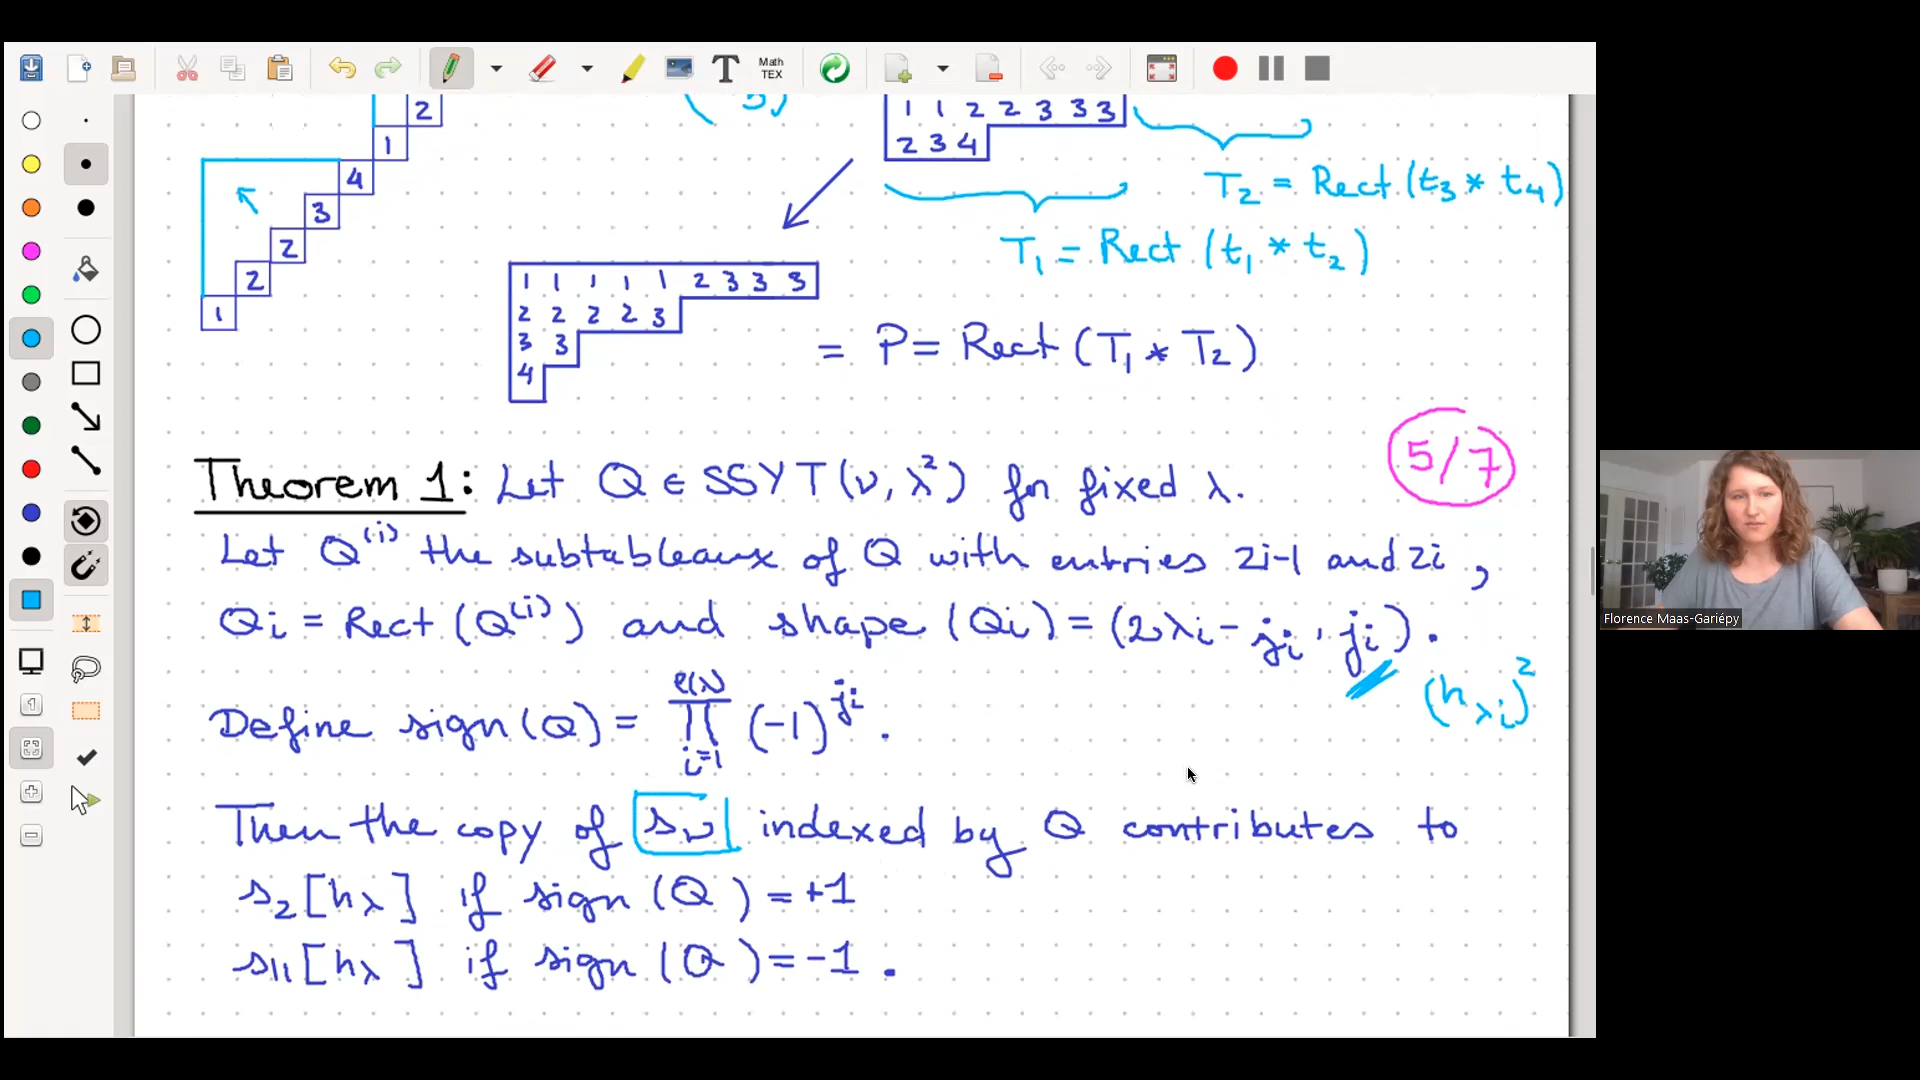 Math
TEX
2
1
4
3
2
2
1
5
1 1 2 2 3 3 3
2 3 4
T₂ = Rect (t₃ * t₄)
T₁ = Rect (t₁ * t₂)
1 1 1 1 1 2 3 3 3
2 2 2 2 3
3 3
4
= P = Rect (T₁ * T₂)
5/7
Theorem 1: Let Q ∈ SSYT(ν, λ²) for fixed λ.
Let Q⁽ⁱ⁾ the subtableaux of Q with entries 2i-1 and 2i,
Qi = Rect (Q⁽ⁱ⁾) and shape (Qi) = (2λi - ji, ji).
(h_λi)²
Define sign(Q) = ∏_{i=1}^{ℓ(λ)} (-1)^{ji}.
Then the copy of s_ν indexed by Q contributes to
s₂[h_λ] if sign (Q) = +1
s₁₁[h_λ] if sign (Q) = -1.
Florence Maas-Gariépy